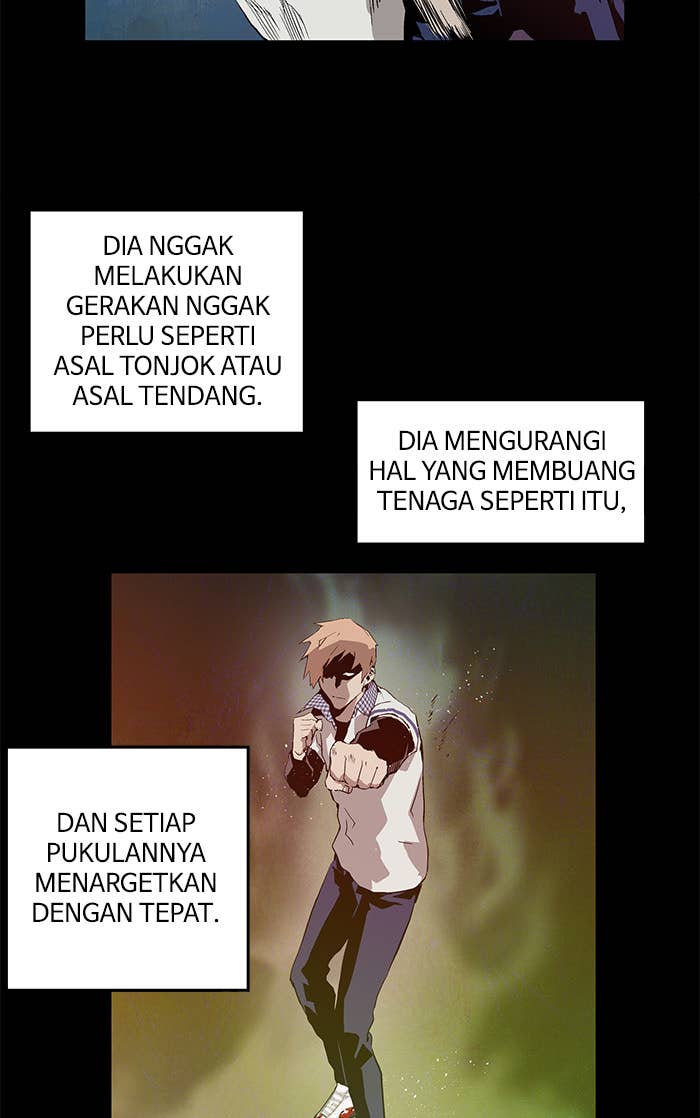 DIA NGGAK
MELAKUKAN
GERAKAN NGGAK
PERLU SEPERTI
ASAL TONJOK ATAU
ASAL TENDANG.
DIA MENGURANGI
HAL YANG MEMBUANG
TENAGA SEPERTI ITU,
DAN SETIAP
PUKULANNYA
MENARGETKAN
DENGAN TEPAT.